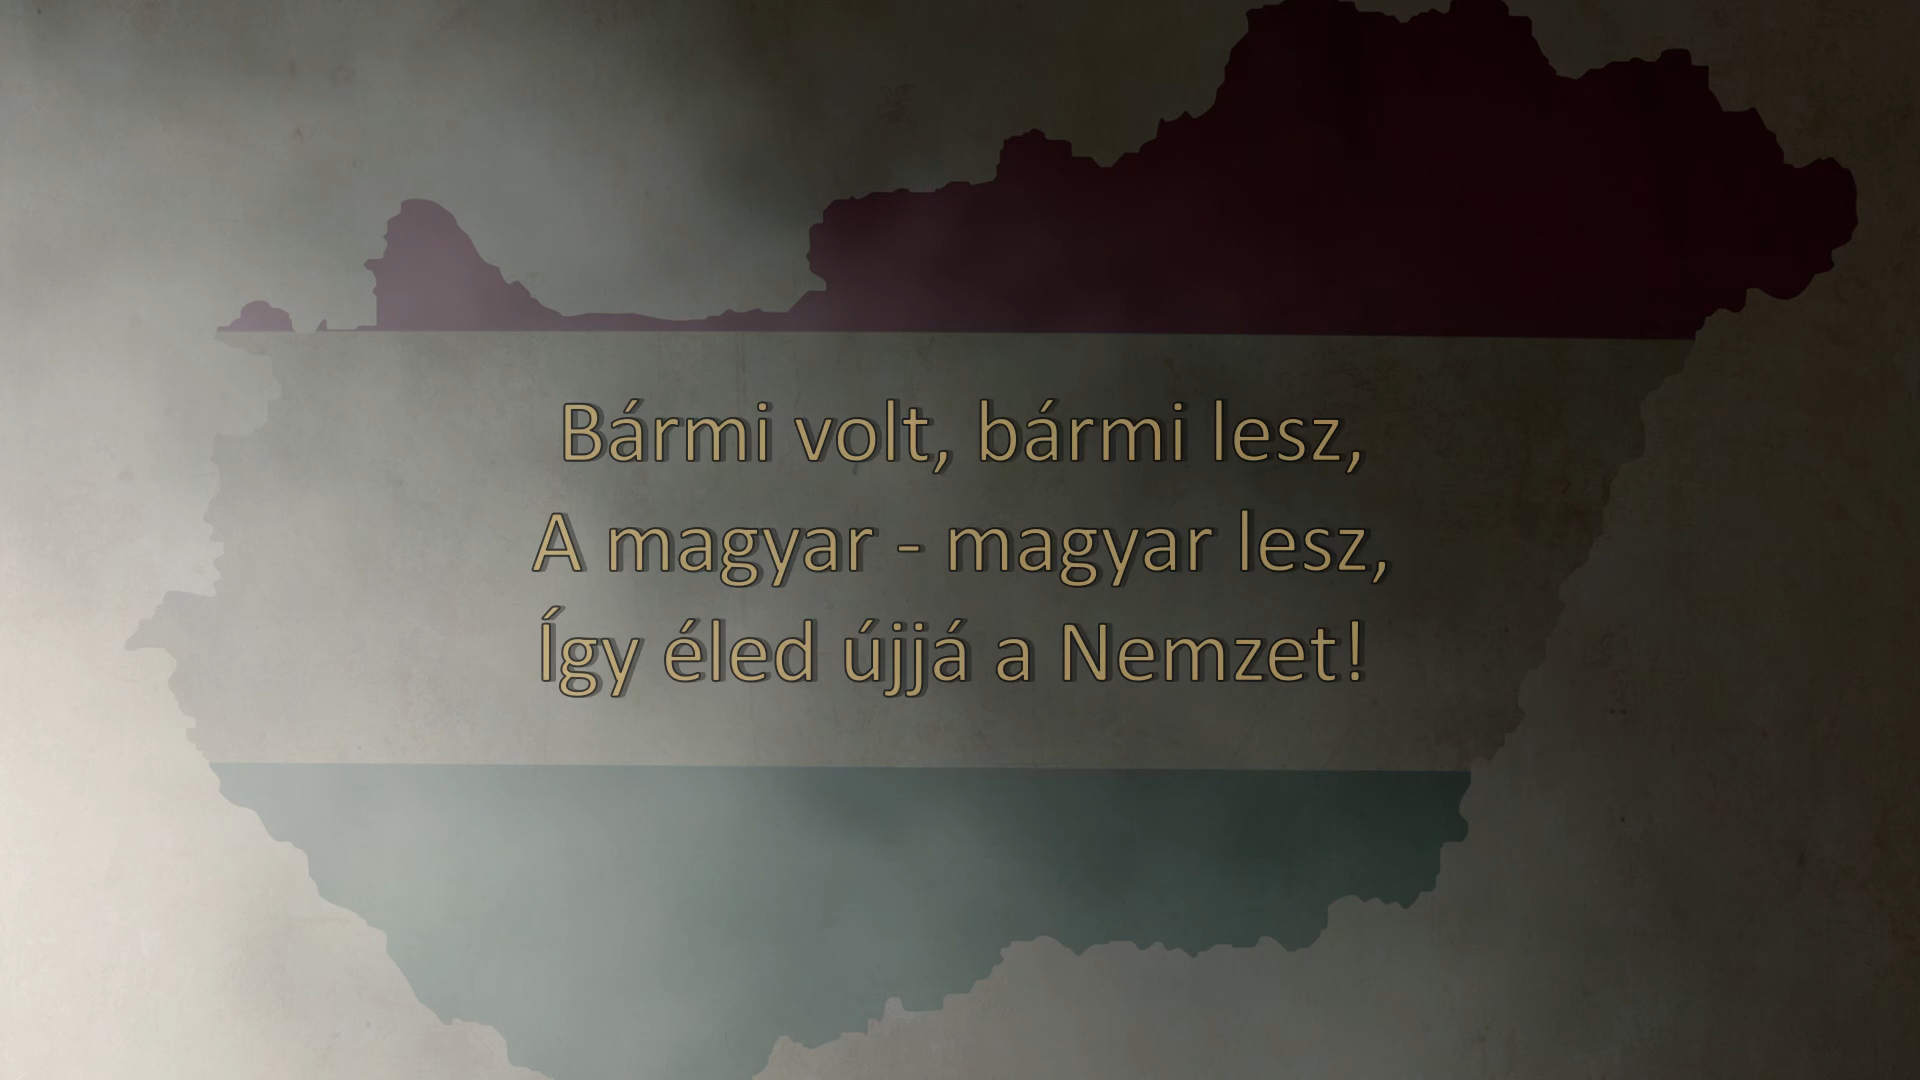 Bármi volt, bármi lesz,
A magyar - magyar lesz,
Így éled újjá a Nemzet!